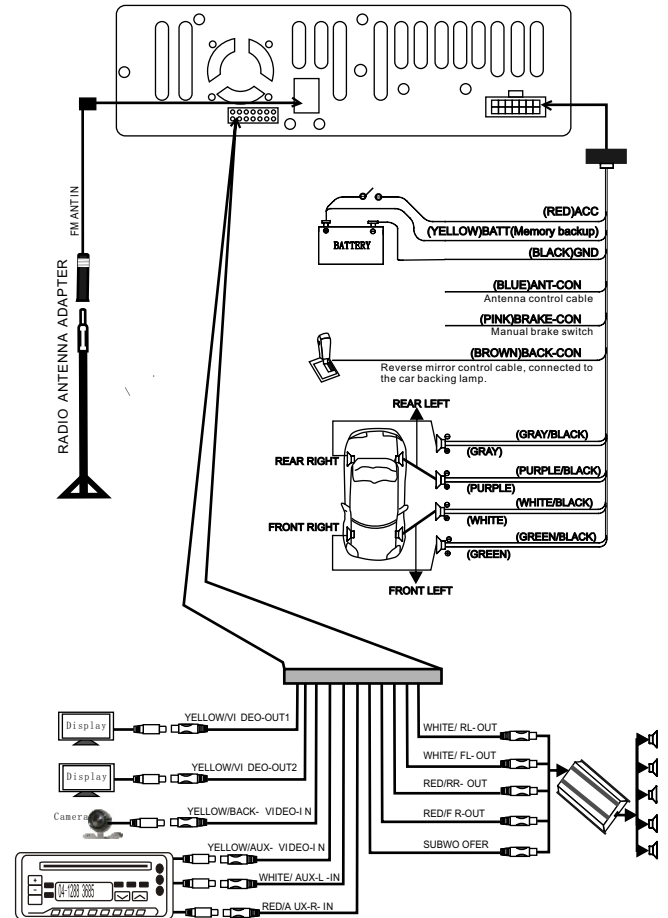 FM ANT IN
RADIO ANTENNA ADAPTER
BATTERY
(RED)ACC
(YELLOW)BATT(Memory backup)
(BLACK)GND
(BLUE)ANT-CON
Antenna control cable
(PINK)BRAKE-CON
Manual brake switch
(BROWN)BACK-CON
Reverse mirror control cable, connected to
the car backing lamp.
REAR LEFT
(GRAY/BLACK)
(GRAY)
REAR RIGHT
(PURPLE/BLACK)
(PURPLE)
(WHITE/BLACK)
(WHITE)
FRONT RIGHT
(GREEN/BLACK)
(GREEN)
FRONT LEFT
Display
YELLOW/VI DEO-OUT1
Display
YELLOW/VI DEO-OUT2
Camera
YELLOW/BACK- VIDEO-I N
YELLOW/AUX- VIDEO-I N
WHITE/ AUX-L -IN
RED/A UX-R- IN
04-1288 3685
WHITE/ RL- OUT
WHITE/ FL- OUT
RED/RR- OUT
RED/F R-OUT
SUBWO OFER